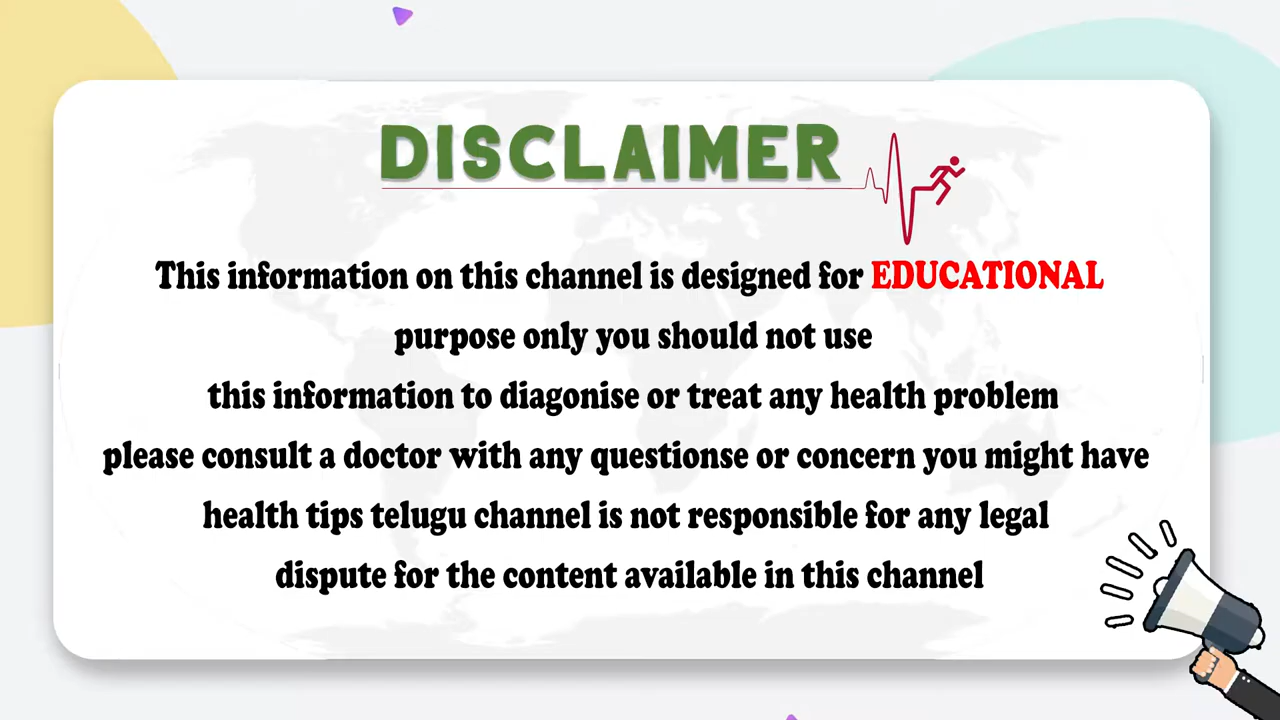 DISCLAIMER
This information on this channel is designed for EDUCATIONAL
purpose only you should not use
this information to diagonise or treat any health problem
please consult a doctor with any questionse or concern you might have
health tips telugu channel is not responsible for any legal
dispute for the content available in this channel